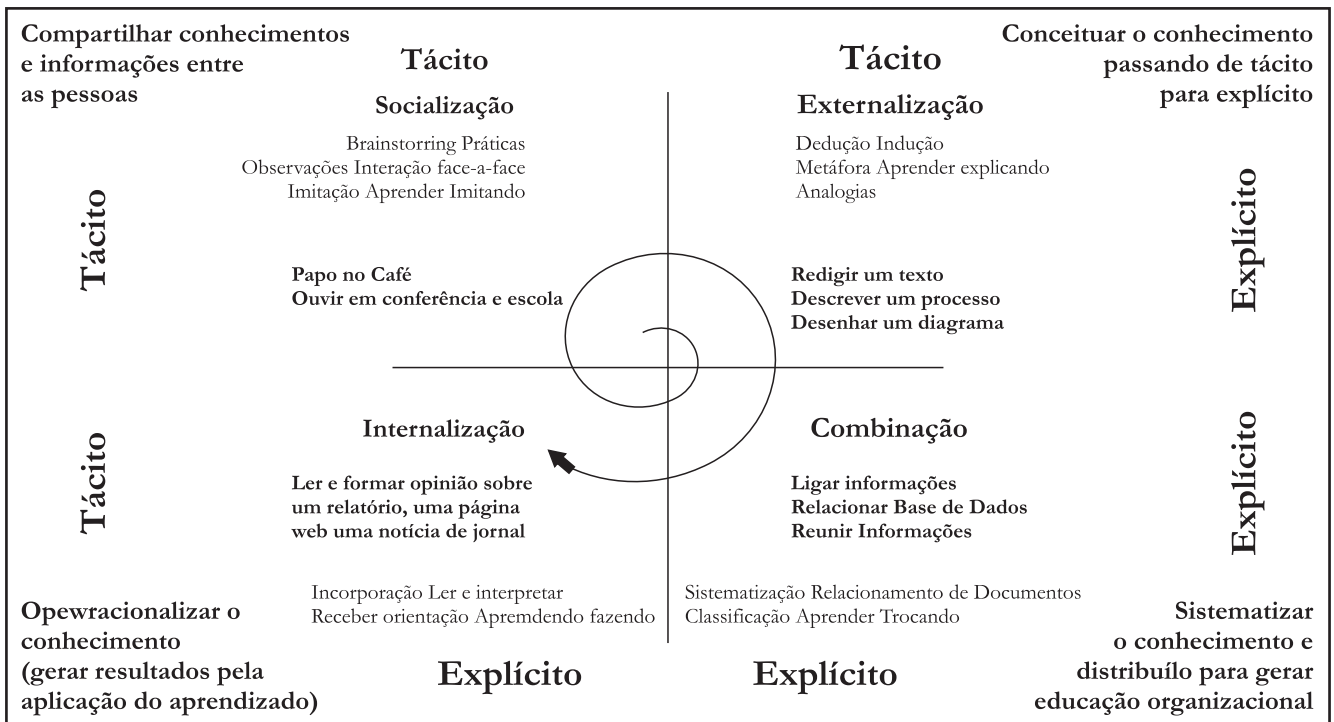 Compartilhar conhecimentos
e informações entre
as pessoas
Tácito
Tácito
Conceituar o conhecimento
passando de tácito
para explícito
Socialização
Brainstorring Práticas
Observações Interação face-a-face
Imitação Aprender Imitando
Externalização
Dedução Indução
Metáfora Aprender explicando
Analogias
Tácito
Explícito
Papo no Café
Ouvir em conferência e escola
Redigir um texto
Descrever um processo
Desenhar um diagrama
Tácito
Internalização
Ler e formar opinião sobre
um relatório, uma página
web uma notícia de jornal
Combinação
Ligar informações
Relacionar Base de Dados
Reunir Informações
Explícito
Incorporação Ler e interpretar
Receber orientação Apremdendo fazendo
Sistematização Relacionamento de Documentos
Classificação Aprender Trocando
Opewracionalizar o
conhecimento
(gerar resultados pela
aplicação do aprendizado)
Explícito
Explícito
Sistematizar
o conhecimento e
distribuílo para gerar
educação organizacional